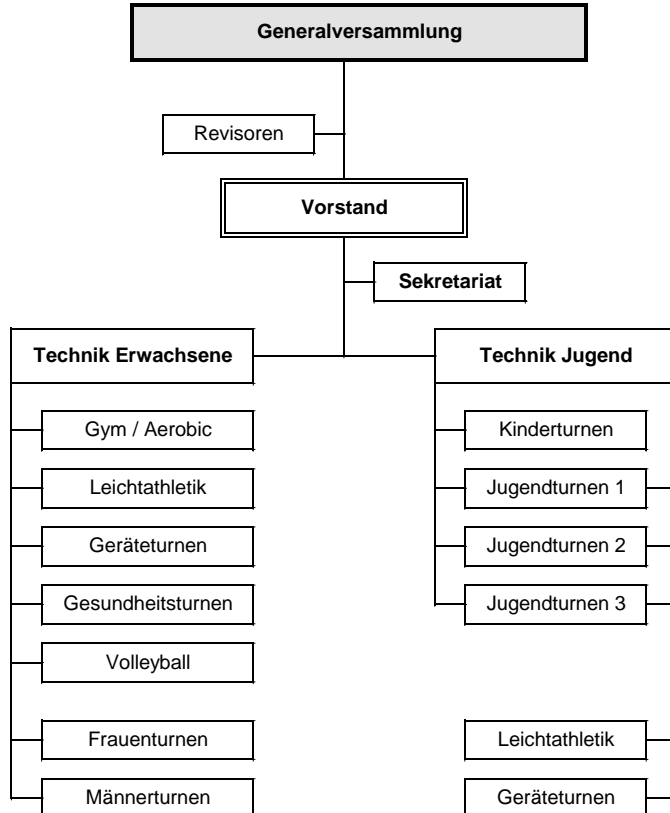 Generalversammlung
Revisoren
Vorstand
Sekretariat
Technik Erwachsene
Technik Jugend
Gym / Aerobic
Kinderturnen
Leichtathletik
Jugendturnen 1
Geräteturnen
Jugendturnen 2
Gesundheitsturnen
Jugendturnen 3
Volleyball
Frauenturnen
Leichtathletik
Männerturnen
Geräteturnen